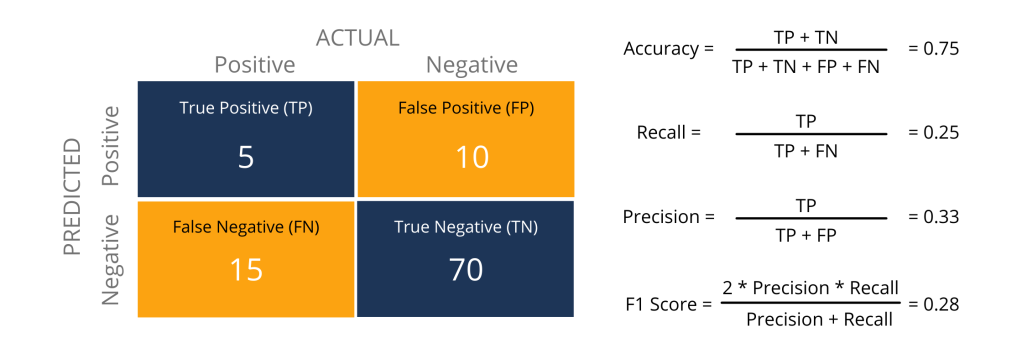 ACTUAL
Positive Negative
PREDICTED
Positive
Negative
True Positive (TP)
5
False Positive (FP)
10
False Negative (FN)
15
True Negative (TN)
70
Accuracy = TP + TN = 0.75
TP + TN + FP + FN
Recall = TP = 0.25
TP + FN
Precision = TP = 0.33
TP + FP
F1 Score = 2 * Precision * Recall = 0.28
Precision + Recall